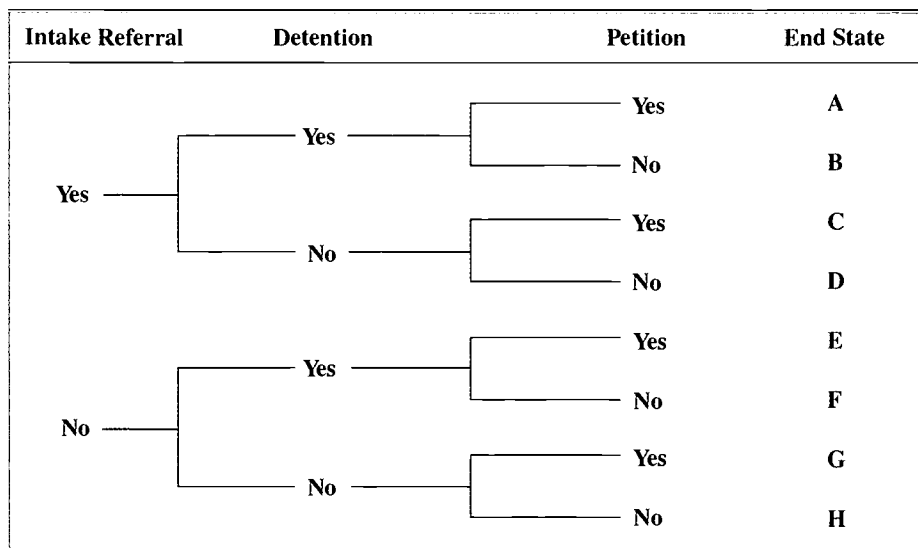 Intake Referral Detention Petition End State
Yes A
Yes
No B
Yes
Yes C
No
No D
Yes E
Yes
No F
No
Yes G
No
No H